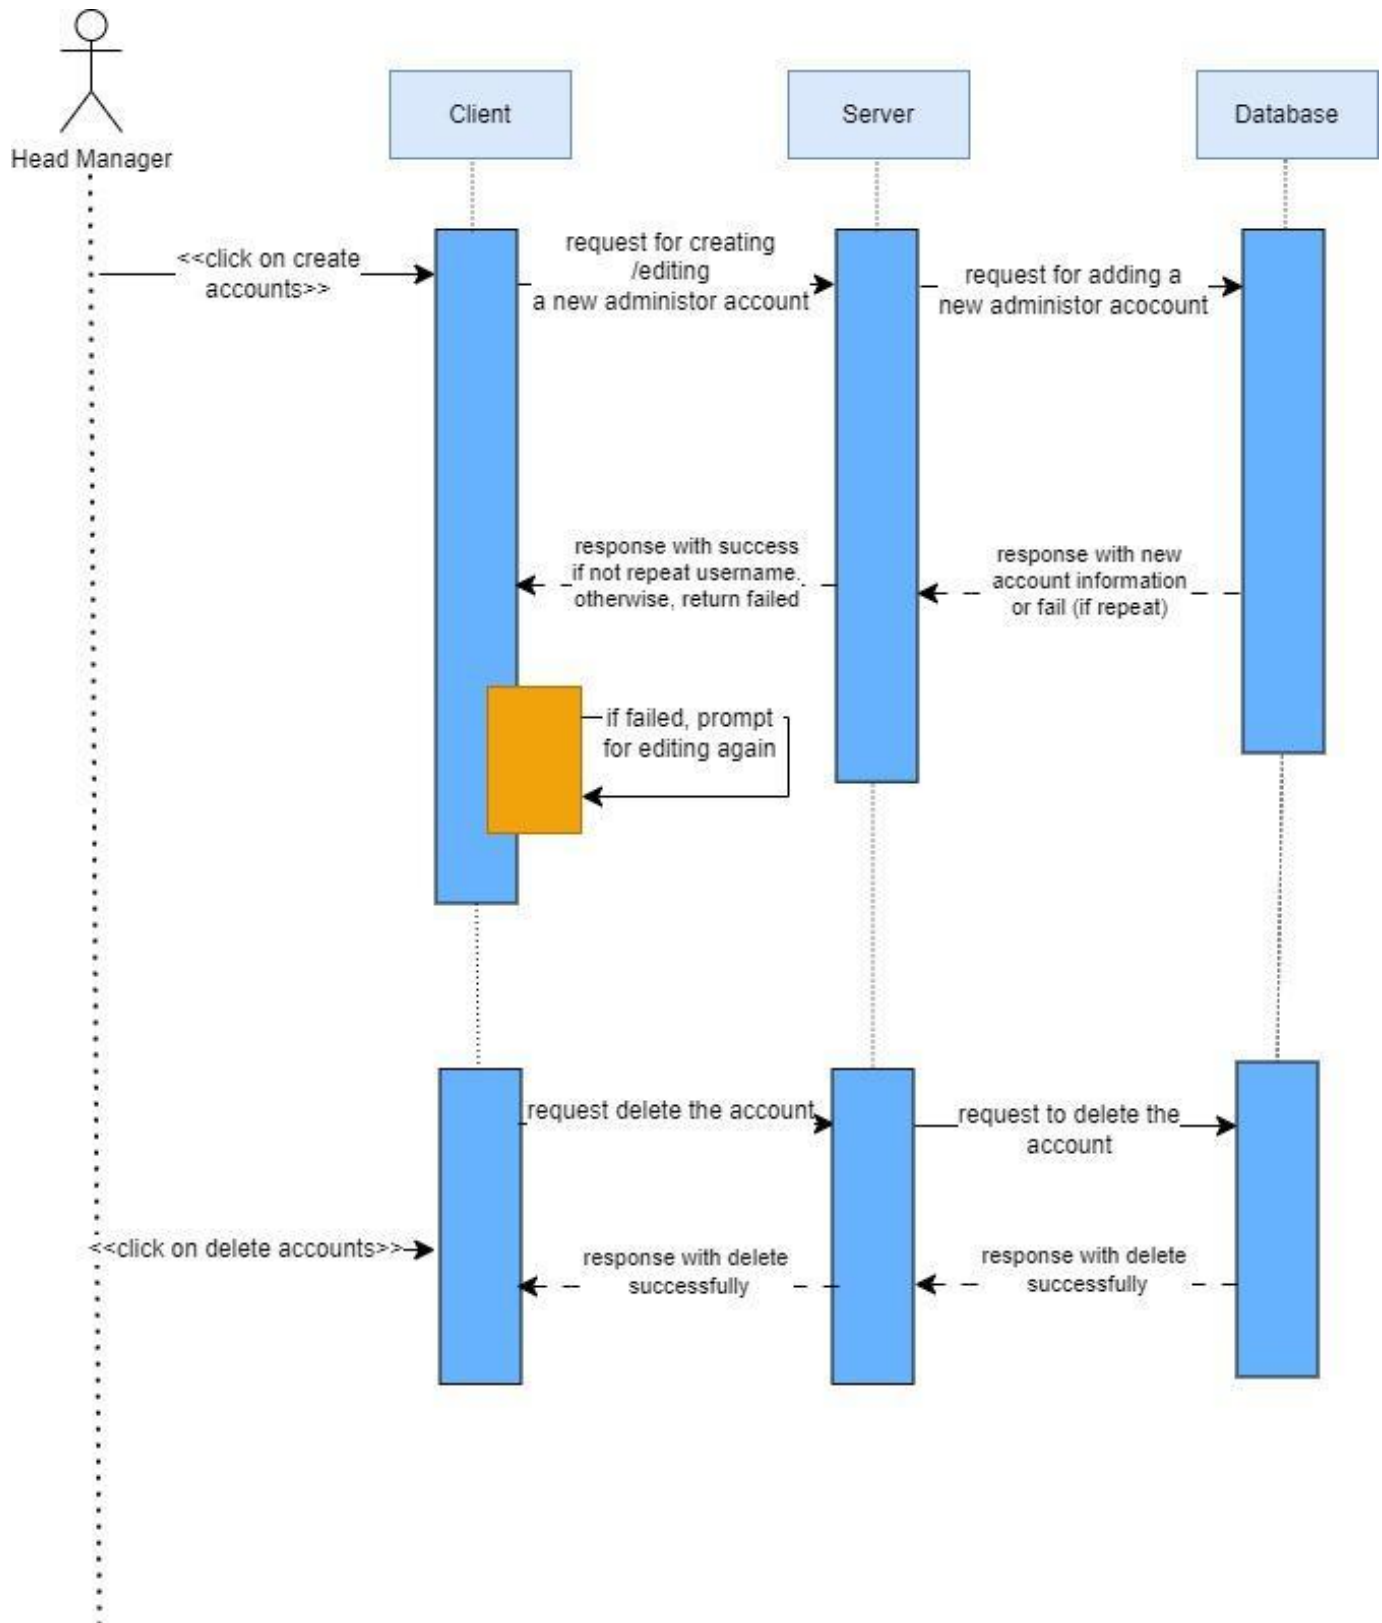 Head Manager
Client
Server
Database
<<click on create
accounts>>
request for creating
/editing
a new administor account
request for adding a
new administor acocount
response with success
if not repeat username.
otherwise, return failed
response with new
account information
or fail (if repeat)
if failed, prompt
for editing again
request delete the account
request to delete the
account
<<click on delete accounts>>
response with delete
successfully
response with delete
successfully